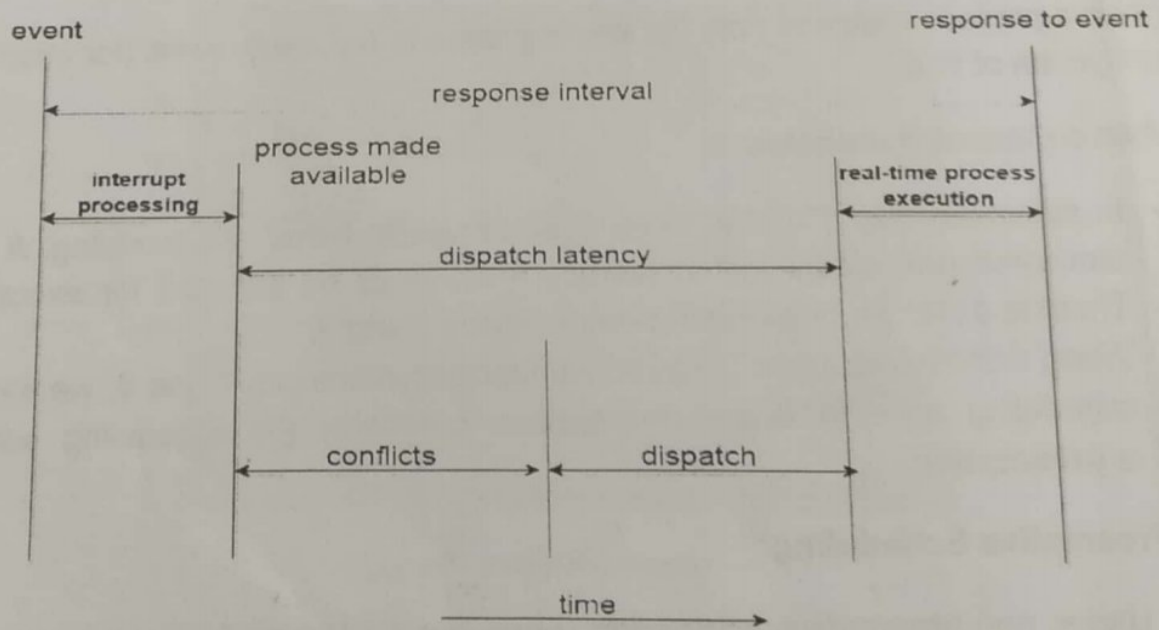 event
response to event
response interval
process made
available
interrupt
processing
real-time process
execution
dispatch latency
conflicts
dispatch
time